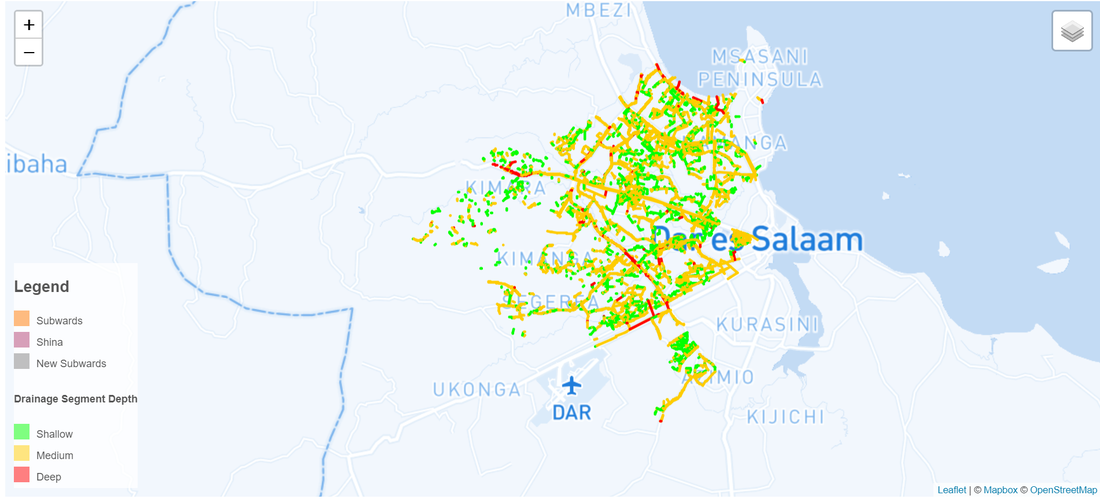 +
−
MBEZI
MSASANI
PENINSULA
ibaha
KIMARA
Dar es Salaam
KIMANGA
SEGEREA
KURASINI
UKONGA
DAR
KIJICHI
Legend
Subwards
Shina
New Subwards
Drainage Segment Depth
Shallow
Medium
Deep
Leaflet | © Mapbox © OpenStreetMap